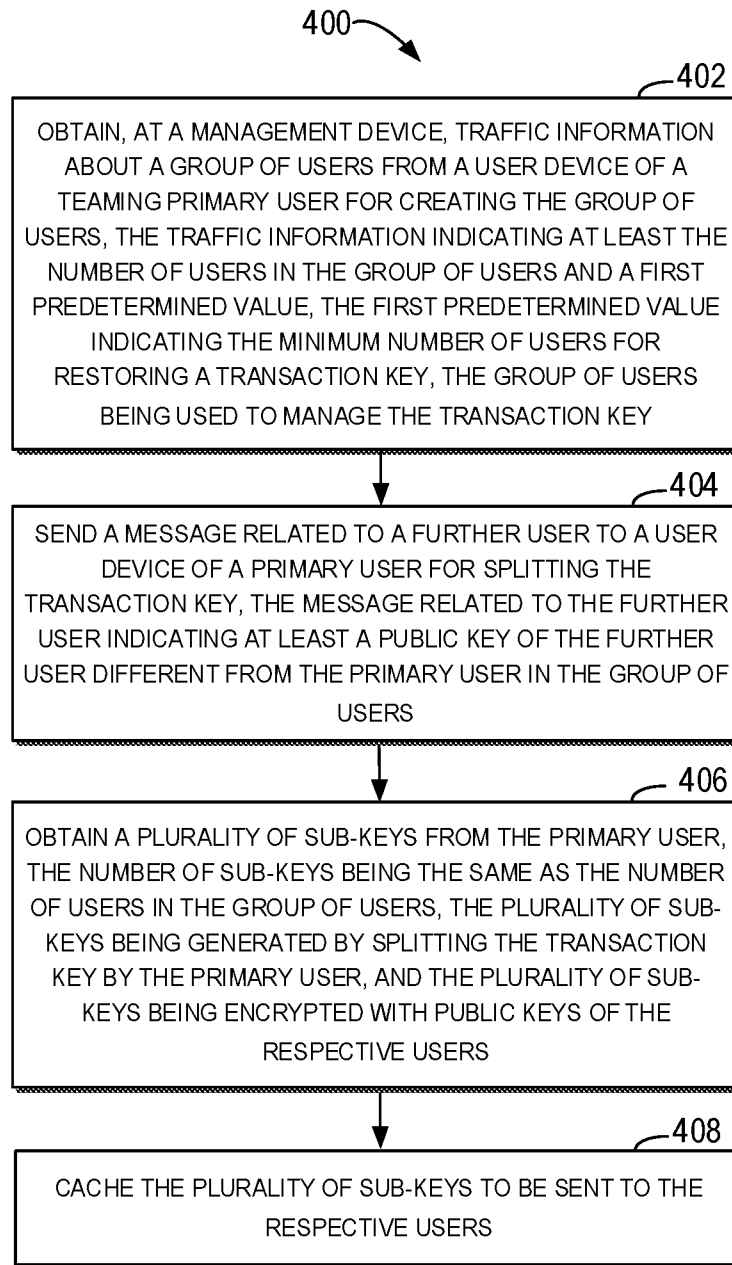 400
402
OBTAIN, AT A MANAGEMENT DEVICE, TRAFFIC INFORMATION
ABOUT A GROUP OF USERS FROM A USER DEVICE OF A
TEAMING PRIMARY USER FOR CREATING THE GROUP OF
USERS, THE TRAFFIC INFORMATION INDICATING AT LEAST THE
NUMBER OF USERS IN THE GROUP OF USERS AND A FIRST
PREDETERMINED VALUE, THE FIRST PREDETERMINED VALUE
INDICATING THE MINIMUM NUMBER OF USERS FOR
RESTORING A TRANSACTION KEY, THE GROUP OF USERS
BEING USED TO MANAGE THE TRANSACTION KEY
404
SEND A MESSAGE RELATED TO A FURTHER USER TO A USER
DEVICE OF A PRIMARY USER FOR SPLITTING THE
TRANSACTION KEY, THE MESSAGE RELATED TO THE FURTHER
USER INDICATING AT LEAST A PUBLIC KEY OF THE FURTHER
USER DIFFERENT FROM THE PRIMARY USER IN THE GROUP OF
USERS
406
OBTAIN A PLURALITY OF SUB-KEYS FROM THE PRIMARY USER,
THE NUMBER OF SUB-KEYS BEING THE SAME AS THE NUMBER
OF USERS IN THE GROUP OF USERS, THE PLURALITY OF SUB-
KEYS BEING GENERATED BY SPLITTING THE TRANSACTION
KEY BY THE PRIMARY USER, AND THE PLURALITY OF SUB-
KEYS BEING ENCRYPTED WITH PUBLIC KEYS OF THE
RESPECTIVE USERS
408
CACHE THE PLURALITY OF SUB-KEYS TO BE SENT TO THE
RESPECTIVE USERS